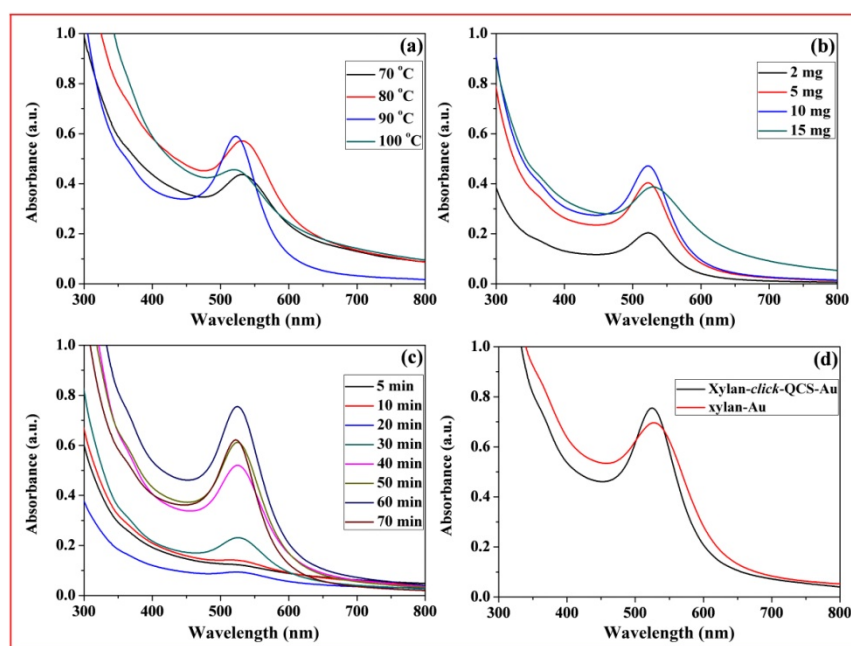 (a)
70 °C
80 °C
90 °C
100 °C
1.0
0.8
0.6
0.4
0.2
0.0
Absorbance (a.u.)
300 400 500 600 700 800
Wavelength (nm)
(b)
2 mg
5 mg
10 mg
15 mg
1.0
0.8
0.6
0.4
0.2
0.0
Absorbance (a.u.)
300 400 500 600 700 800
Wavelength (nm)
(c)
5 min
10 min
20 min
30 min
40 min
50 min
60 min
70 min
1.0
0.8
0.6
0.4
0.2
0.0
Absorbance (a.u.)
300 400 500 600 700 800
Wavelength (nm)
(d)
Xylan-click-QCS-Au
xylan-Au
1.0
0.8
0.6
0.4
0.2
0.0
Absorbance (a.u.)
300 400 500 600 700 800
Wavelength (nm)